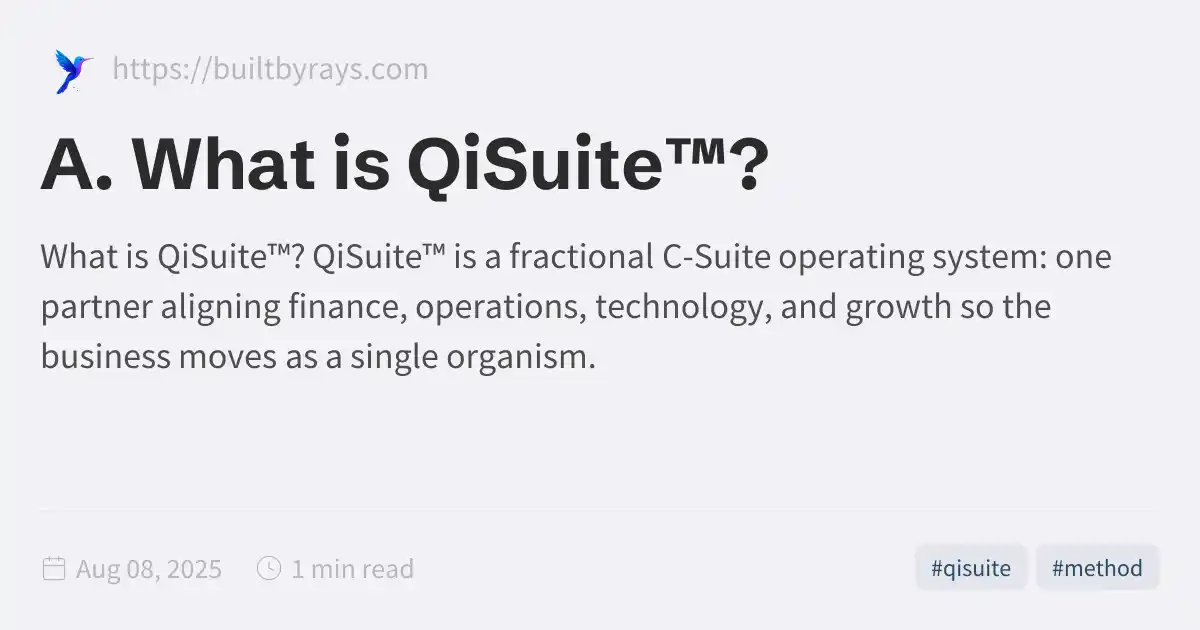 https://builtbyrays.com
A. What is QiSuite™?
What is QiSuite™? QiSuite™ is a fractional C-Suite operating system: one
partner aligning finance, operations, technology, and growth so the
business moves as a single organism.
Aug 08, 2025
1 min read
#qisuite
#method